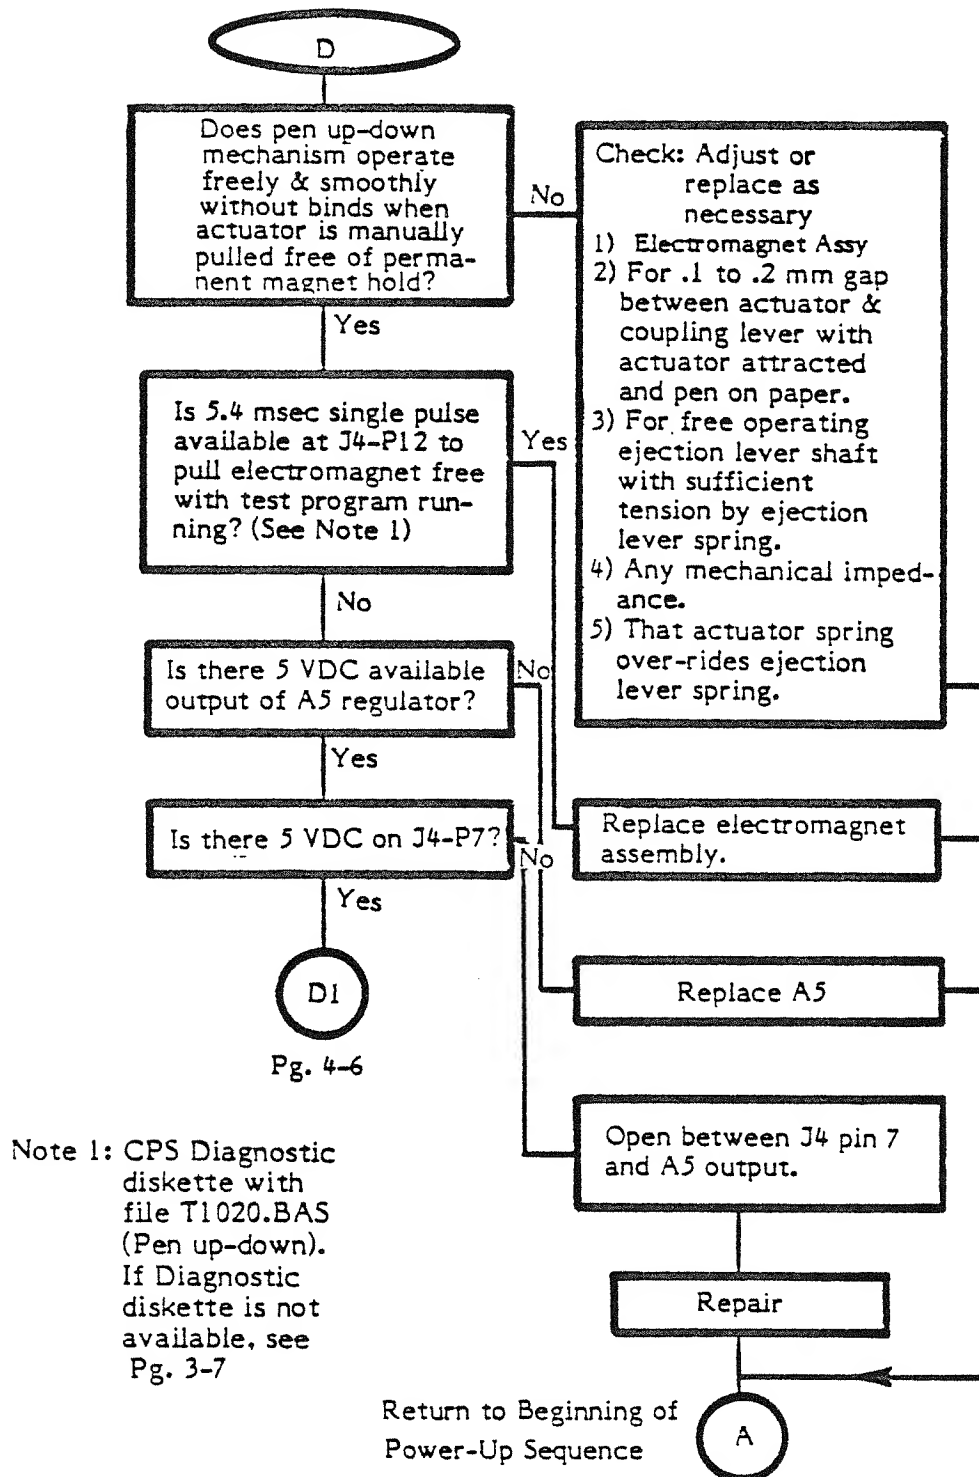 D
Does pen up-down
mechanism operate
freely & smoothly
without binds when
actuator is manually
pulled free of perma-
nent magnet hold?
No
Check: Adjust or
replace as
necessary
1) Electromagnet Assy
2) For .1 to .2 mm gap
between actuator &
coupling lever with
actuator attracted
and pen on paper.
3) For free operating
ejection lever shaft
with sufficient
tension by ejection
lever spring.
4) Any mechanical imped-
ance.
5) That actuator spring
over-rides ejection
lever spring.
Yes
Is 5.4 msec single pulse
available at J4-P12 to
pull electromagnet free
with test program run-
ning? (See Note 1)
Yes
No
Is there 5 VDC available
output of A5 regulator?
No
Yes
Is there 5 VDC on J4-P7?
No
Replace electromagnet
assembly.
Yes
D1
Pg. 4-6
Replace A5
Open between J4 pin 7
and A5 output.
Note 1: CPS Diagnostic
diskette with
file T1020.BAS
(Pen up-down).
If Diagnostic
diskette is not
available, see
Pg. 3-7
Repair
Return to Beginning of
Power-Up Sequence
A